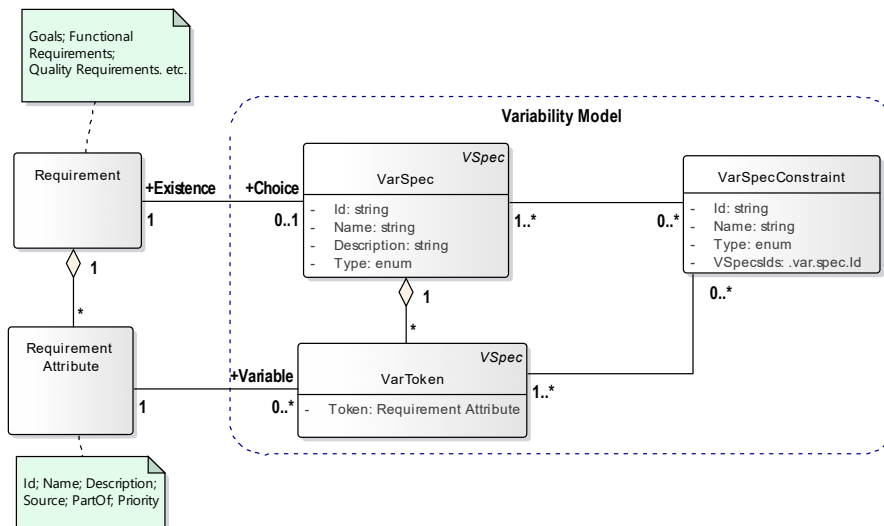 Goals; Functional
Requirements;
Quality Requirements. etc.
Variability Model
Requirement
+Existence
1
+Choice
0..1
VSpec
VarSpec
- Id: string
- Name: string
- Description: string
- Type: enum
1..*
0..*
VarSpecConstraint
- Id: string
- Name: string
- Type: enum
- VSpecsIds: .var.spec.Id
0..*
1
*
1
*
Requirement
Attribute
1
+Variable
0..*
VSpec
VarToken
- Token: Requirement Attribute
1..*
Id; Name; Description;
Source; PartOf; Priority